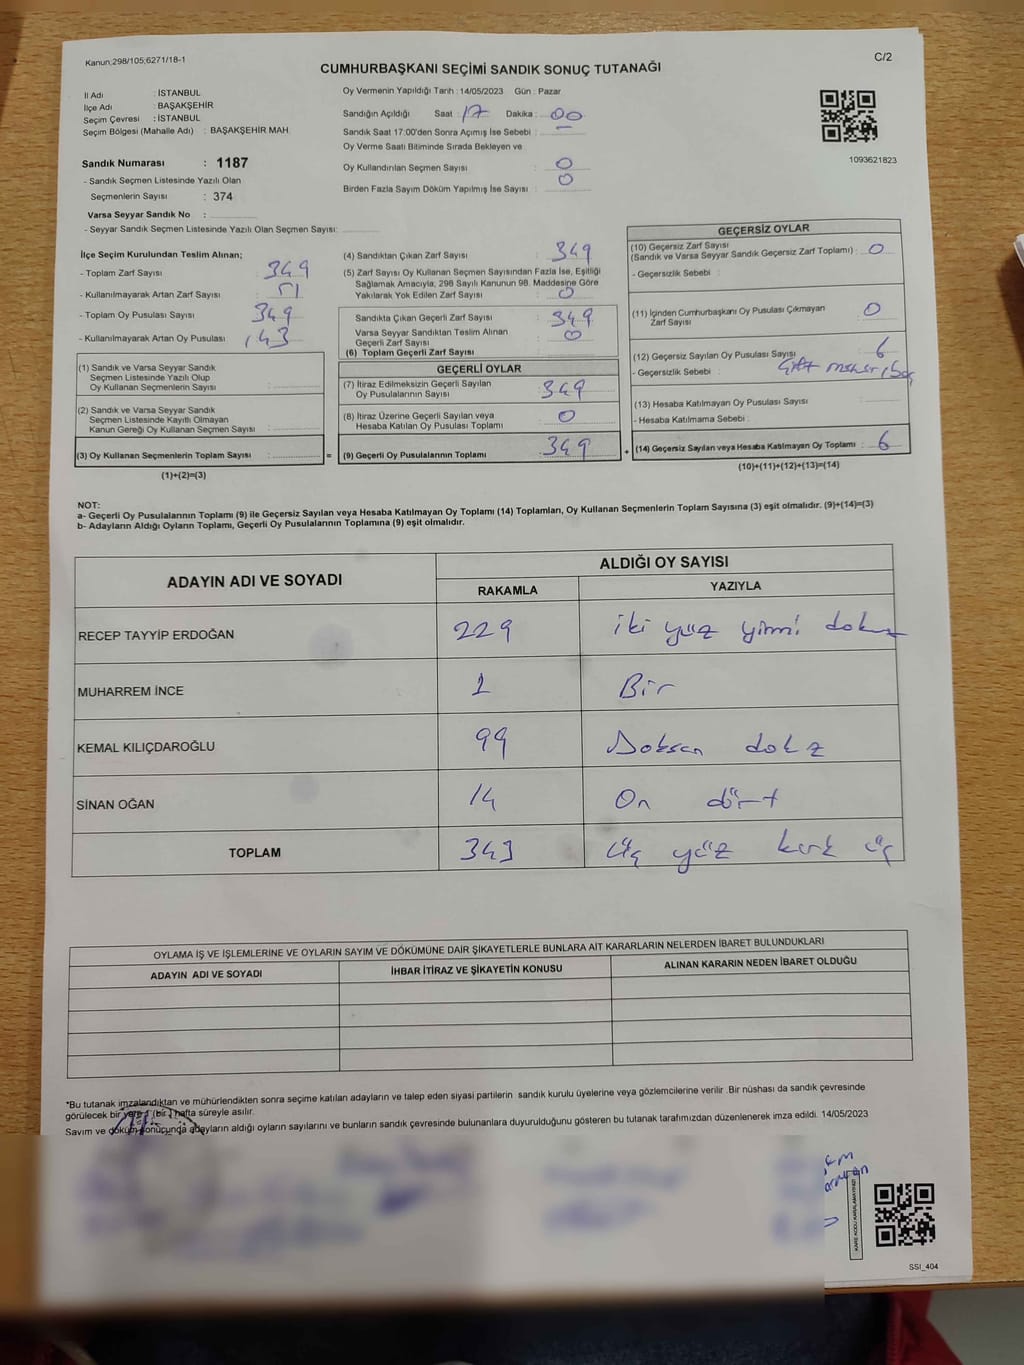 Kanun;298/105;6271/18-1
C/2
CUMHURBAŞKANI SEÇİMİ SANDIK SONUÇ TUTANAĞI
İl Adı : İSTANBUL
İlçe Adı : BAŞAKŞEHİR
Seçim Çevresi : İSTANBUL
Seçim Bölgesi (Mahalle Adı) : BAŞAKŞEHİR MAH.
Sandık Numarası : 1187
- Sandık Seçmen Listesinde Yazılı Olan
Seçmenlerin Sayısı : 374
Varsa Seyyar Sandık No :
- Seyyar Sandık Seçmen Listesinde Yazılı Olan Seçmen Sayısı:
Oy Vermenin Yapıldığı Tarih : 14/05/2023 Gün : Pazar
Sandığın Açıldığı Saat : 17 Dakika : 00
Sandık Saat 17:00'den Sonra Açımış İse Sebebi : —
Oy Verme Saati Bitiminde Sırada Bekleyen ve
Oy Kullandırılan Seçmen Sayısı : 0
Birden Fazla Sayım Döküm Yapılmış İse Sayısı : 0
1093621823
İlçe Seçim Kurulundan Teslim Alınan;
- Toplam Zarf Sayısı : 349
- Kullanılmayarak Artan Zarf Sayısı : 51
- Toplam Oy Pusulası Sayısı : 349
- Kullanılmayarak Artan Oy Pusulası : 143
(1) Sandık ve Varsa Seyyar Sandık
Seçmen Listesinde Yazılı Olup
Oy Kullanan Seçmenlerin Sayısı :
(2) Sandık ve Varsa Seyyar Sandık
Seçmen Listesinde Kayıtlı Olmayan
Kanun Gereği Oy Kullanan Seçmen Sayısı :
(3) Oy Kullanan Seçmenlerin Toplam Sayısı :
(1)+(2)=(3)
(4) Sandıktan Çıkan Zarf Sayısı : 349
(5) Zarf Sayısı Oy Kullanan Seçmen Sayısından Fazla İse, Eşitliği
Sağlamak Amacıyla, 298 Sayılı Kanunun 98. Maddesine Göre
Yakılarak Yok Edilen Zarf Sayısı : 0
Sandıkta Çıkan Geçerli Zarf Sayısı : 349
Varsa Seyyar Sandıktan Teslim Alınan
Geçerli Zarf Sayısı : 0
(6) Toplam Geçerli Zarf Sayısı
GEÇERLİ OYLAR
(7) İtiraz Edilmeksizin Geçerli Sayılan
Oy Pusulalarının Sayısı : 349
(8) İtiraz Üzerine Geçerli Sayılan veya
Hesaba Katılan Oy Pusulası Toplamı : 0
=
(9) Geçerli Oy Pusulalarının Toplamı : 349
+
GEÇERSİZ OYLAR
(10) Geçersiz Zarf Sayısı
(Sandık ve Varsa Seyyar Sandık Geçersiz Zarf Toplamı) : 0
- Geçersizlik Sebebi :
(11) İçinden Cumhurbaşkanı Oy Pusulası Çıkmayan
Zarf Sayısı : 0
(12) Geçersiz Sayılan Oy Pusulası Sayısı : 6
- Geçersizlik Sebebi : Çift mühür,
(13) Hesaba Katılmayan Oy Pusulası Sayısı :
- Hesaba Katılmama Sebebi :
(14) Geçersiz Sayılan veya Hesaba Katılmayan Oy Toplamı : 6
(10)+(11)+(12)+(13)=(14)
NOT:
a- Geçerli Oy Pusulalarının Toplamı (9) ile Geçersiz Sayılan veya Hesaba Katılmayan Oy Toplamı (14) Toplamları, Oy Kullanan Seçmenlerin Toplam Sayısına (3) eşit olmalıdır. (9)+(14)=(3)
b- Adayların Aldığı Oyların Toplamı, Geçerli Oy Pusulalarının Toplamına (9) eşit olmalıdır.
ADAYIN ADI VE SOYADI
ALDIĞI OY SAYISI
RAKAMLA YAZIYLA
RECEP TAYYİP ERDOĞAN 229 iki yüz yirmi dokuz
MUHARREM İNCE 1 Bir
KEMAL KILIÇDAROĞLU 99 Doksan dokz
SİNAN OĞAN 14 On dört
TOPLAM 343 üç yüz kırk üç
OYLAMA İŞ VE İŞLEMLERİNE VE OYLARIN SAYIM VE DÖKÜMÜNE DAİR ŞİKAYETLERLE BUNLARA AİT KARARLARIN NELERDEN İBARET BULUNDUKLARI
ADAYIN ADI VE SOYADI İHBAR İTİRAZ VE ŞİKAYETİN KONUSU ALINAN KARARIN NEDEN İBARET OLDUĞU
*Bu tutanak imzalandıktan ve mühürlendikten sonra seçime katılan adayların ve talep eden siyasi partilerin sandık kurulu üyelerine veya gözlemcilerine verilir .Bir nüshası da sandık çevresinde
görülecek bir yere 1 (bir ) hafta süreyle asılır.
Sayım ve döküm sonucunda adayların aldığı oyların sayılarını ve bunların sandık çevresinde bulunanlara duyurulduğunu gösteren bu tutanak tarafımızdan düzenlenerek imza edildi. 14/05/2023
KARE KODU KARALAMAYINIZ!
SSI_404